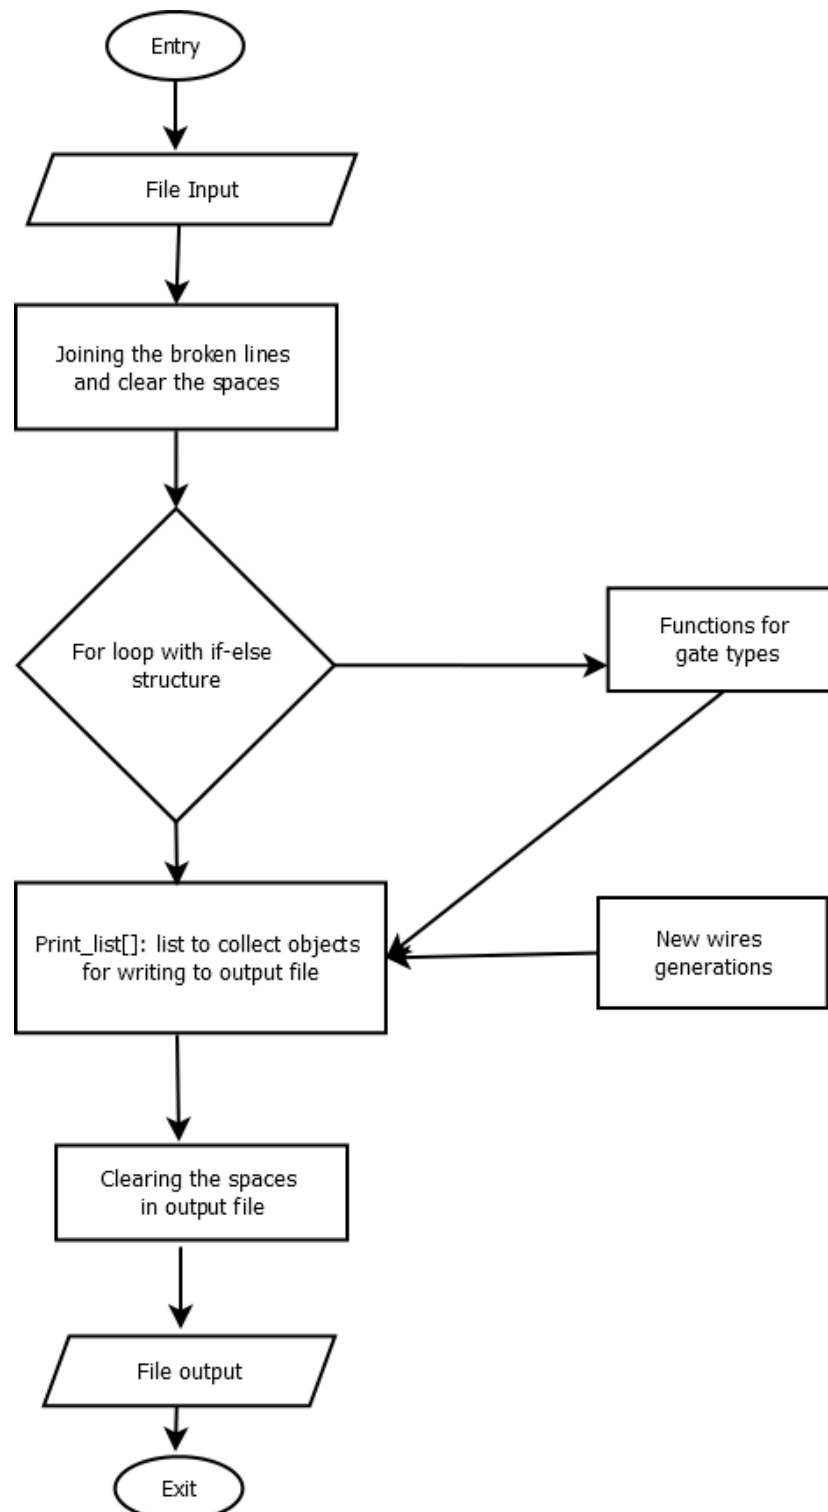 Entry
File Input
Joining the broken lines
and clear the spaces
For loop with if-else
structure
Functions for
gate types
Print_list[]: list to collect objects
for writing to output file
New wires
generations
Clearing the spaces
in output file
File output
Exit